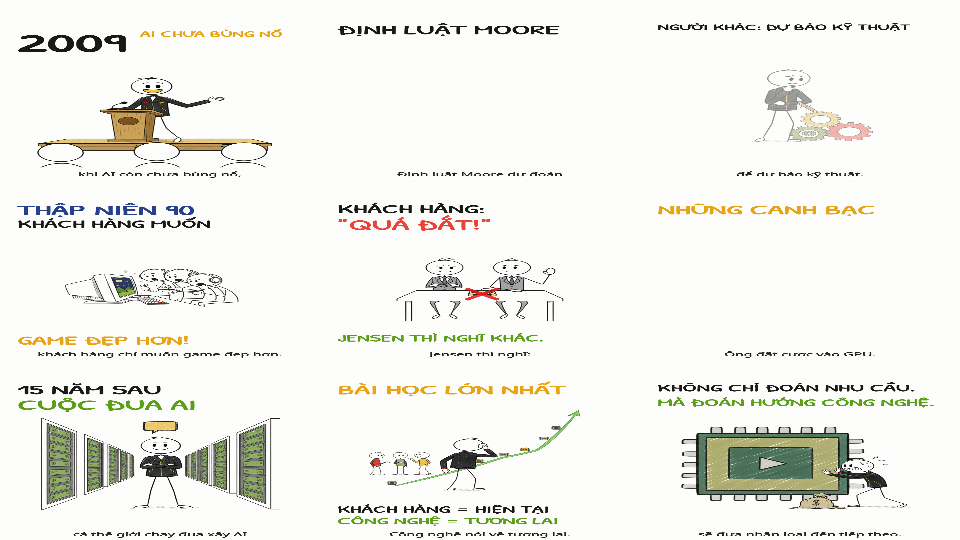 2009 AI CHƯA BÙNG NỔ
khi AI còn chưa bùng nổ,
ĐỊNH LUẬT MOORE
Định luật Moore dự đoán
NGƯỜI KHÁC: DỰ BÁO KỸ THUẬT
để dự báo kỹ thuật.
THẬP NIÊN 90
KHÁCH HÀNG MUỐN
GAME ĐẸP HƠN!
khách hàng chỉ muốn game đẹp hơn.
KHÁCH HÀNG:
"QUÁ ĐẮT!"
JENSEN THÌ NGHĨ KHÁC.
Jensen thì nghĩ:
NHỮNG CANH BẠC
Ông đặt cược vào GPU.
15 NĂM SAU
CUỘC ĐUA AI
cả thế giới chạy đua xây AI
BÀI HỌC LỚN NHẤT
KHÁCH HÀNG = HIỆN TẠI
CÔNG NGHỆ = TƯƠNG LAI
Công nghệ nói về tương lai.
KHÔNG CHỈ ĐOÁN NHU CẦU.
MÀ ĐOÁN HƯỚNG CÔNG NGHỆ.
sẽ đưa nhân loại đến tiếp theo.